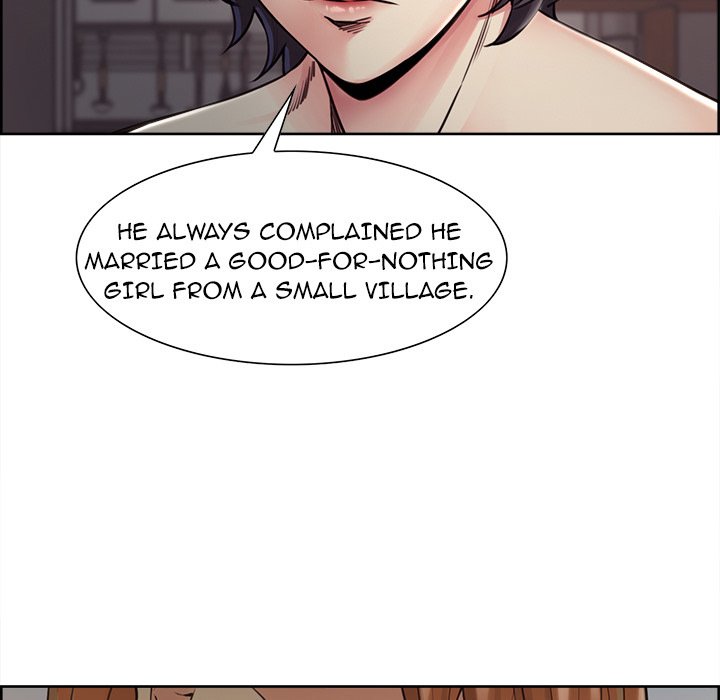 HE ALWAYS COMPLAINED HE
MARRIED A GOOD-FOR-NOTHING
GIRL FROM A SMALL VILLAGE.